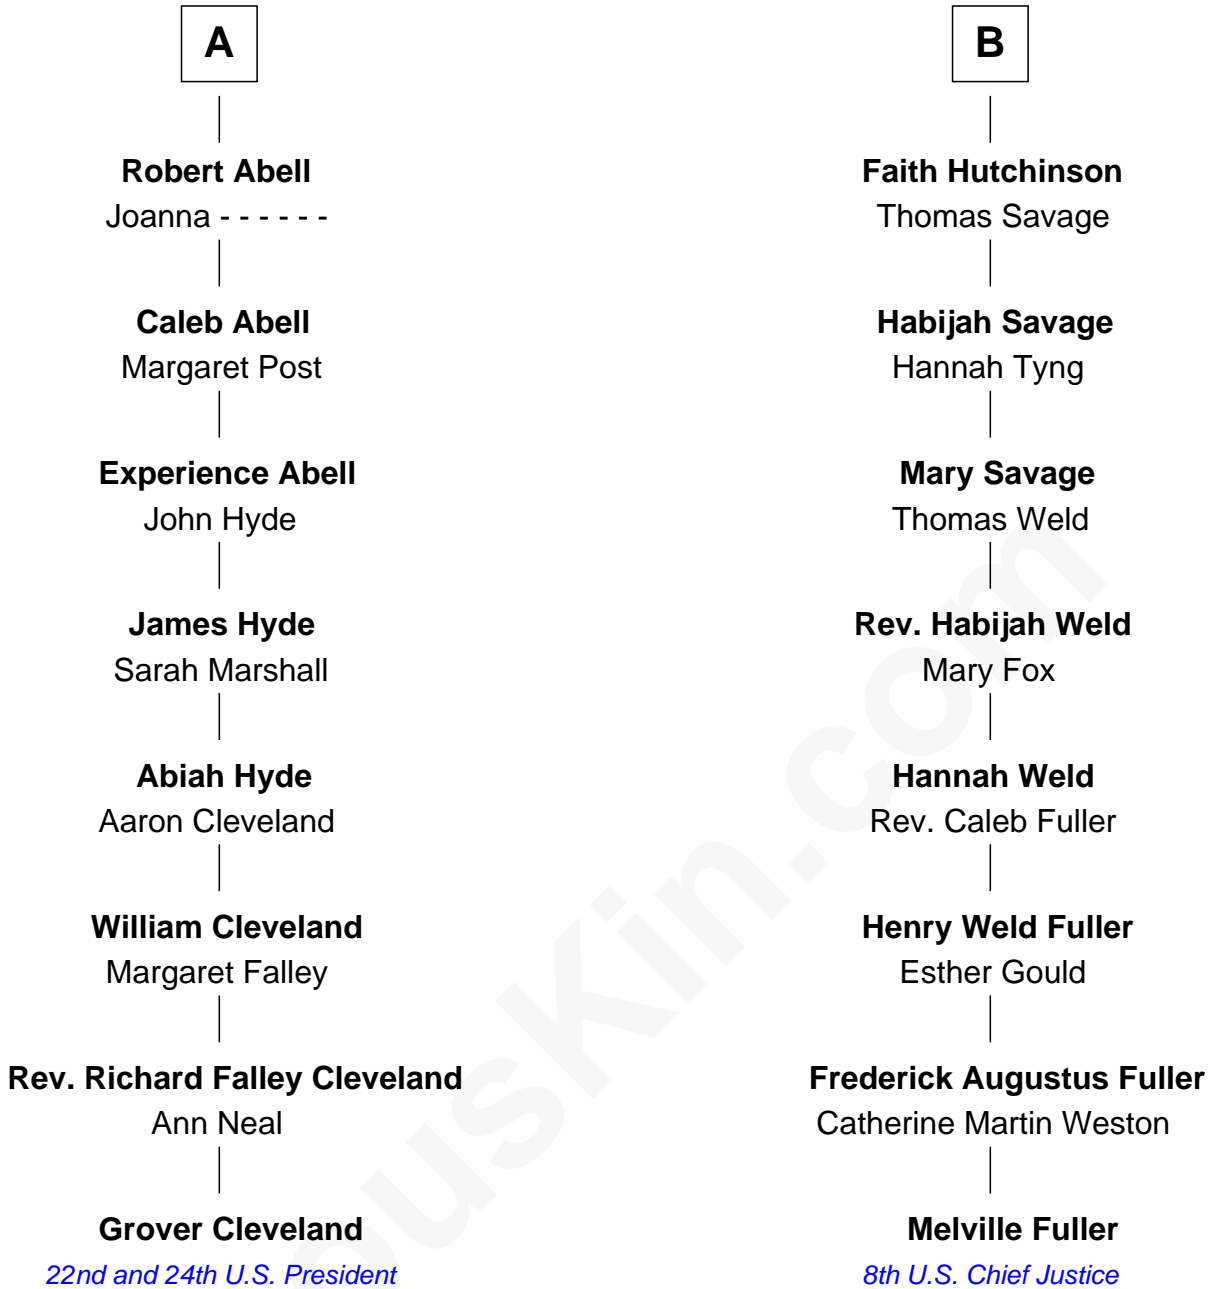 A
Robert Abell
Joanna - - - - - -
Caleb Abell
Margaret Post
Experience Abell
John Hyde
James Hyde
Sarah Marshall
Abiah Hyde
Aaron Cleveland
William Cleveland
Margaret Falley
Rev. Richard Falley Cleveland
Ann Neal
Grover Cleveland
22nd and 24th U.S. President
B
Faith Hutchinson
Thomas Savage
Habijah Savage
Hannah Tyng
Mary Savage
Thomas Weld
Rev. Habijah Weld
Mary Fox
Hannah Weld
Rev. Caleb Fuller
Henry Weld Fuller
Esther Gould
Frederick Augustus Fuller
Catherine Martin Weston
Melville Fuller
8th U.S. Chief Justice
ousKin.com